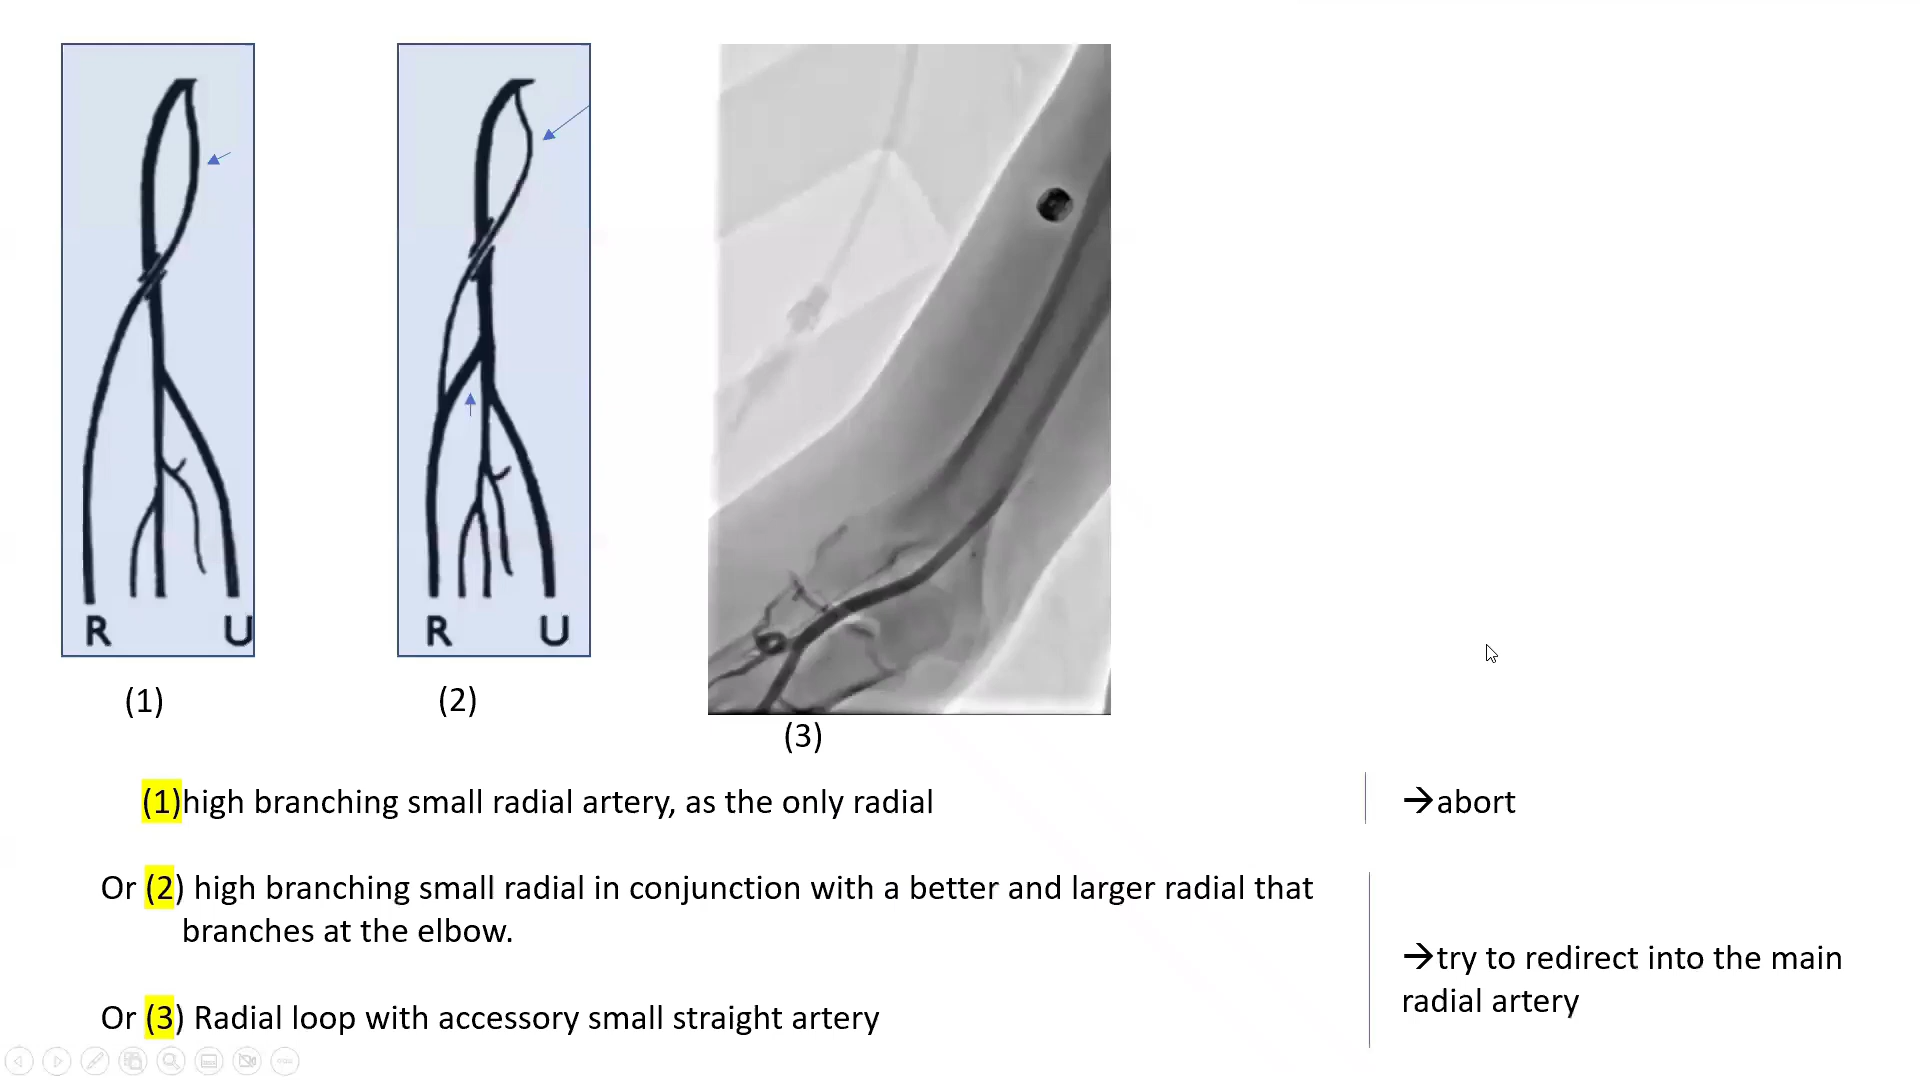 R U
R U
(1)
(2)
(3)
(1)high branching small radial artery, as the only radial
→abort
Or (2) high branching small radial in conjunction with a better and larger radial that
branches at the elbow.
Or (3) Radial loop with accessory small straight artery
→try to redirect into the main
radial artery